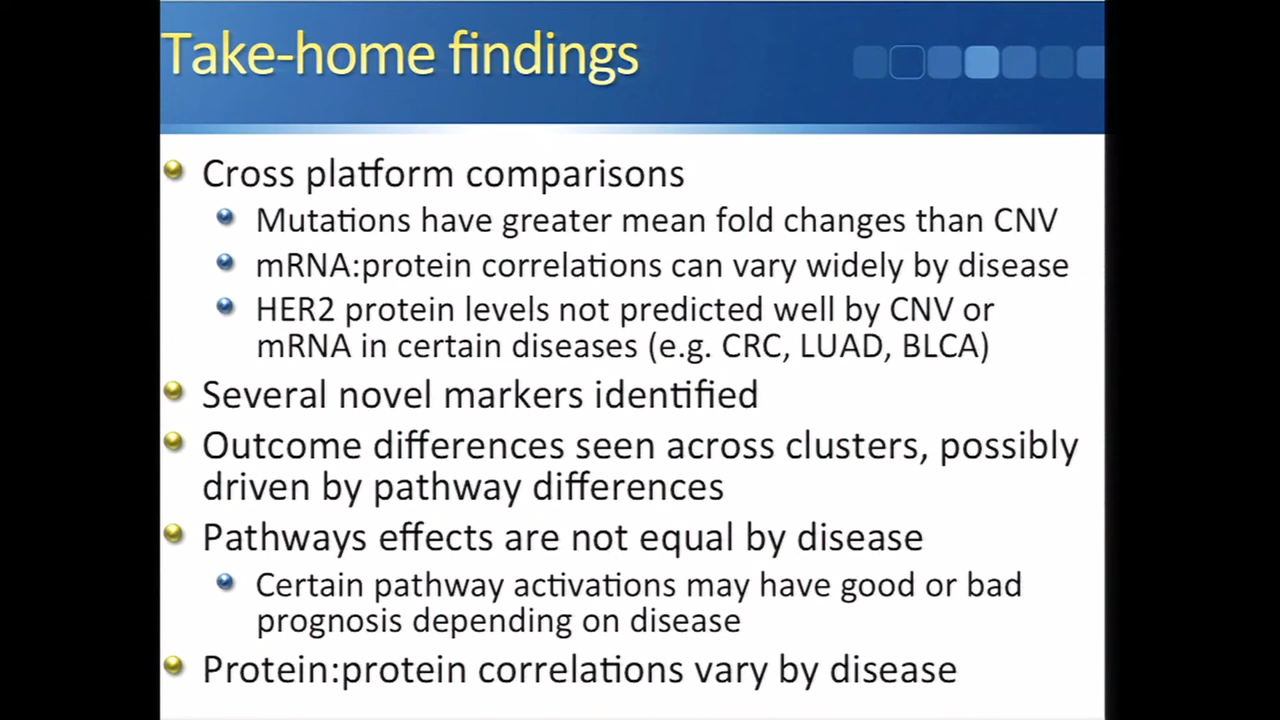 Take-home findings
Cross platform comparisons
Mutations have greater mean fold changes than CNV
mRNA:protein correlations can vary widely by disease
HER2 protein levels not predicted well by CNV or
mRNA in certain diseases (e.g. CRC, LUAD, BLCA)
Several novel markers identified
Outcome differences seen across clusters, possibly
driven by pathway differences
Pathways effects are not equal by disease
Certain pathway activations may have good or bad
prognosis depending on disease
Protein:protein correlations vary by disease